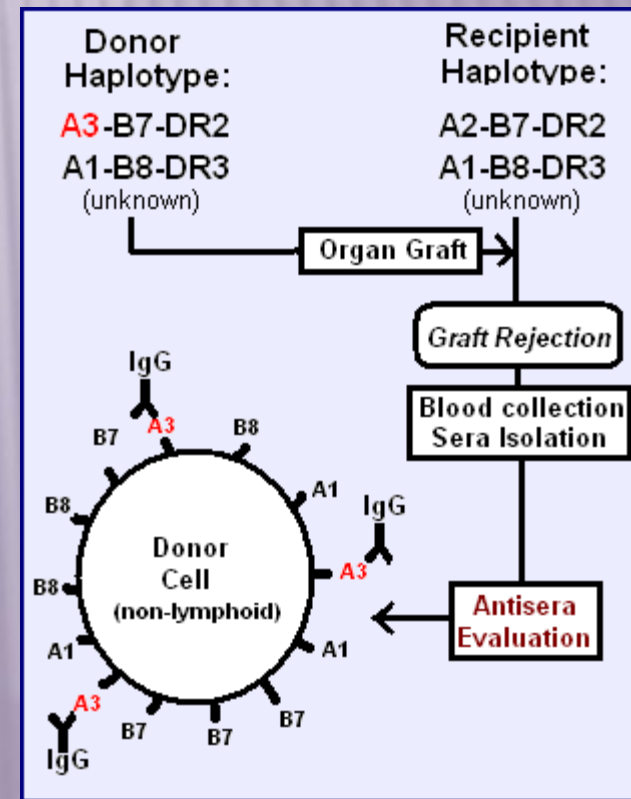 Donor
Haplotype:
A3-B7-DR2
A1-B8-DR3
(unknown)
Recipient
Haplotype:
A2-B7-DR2
A1-B8-DR3
(unknown)
Organ Graft
Graft Rejection
Blood collection
Sera Isolation
Antisera
Evaluation
IgG
A3
B7
B8
B8
A1
IgG
A3
B8
A1
A1
A3
IgG
B7
B7
B7
Donor
Cell
(non-lymphoid)